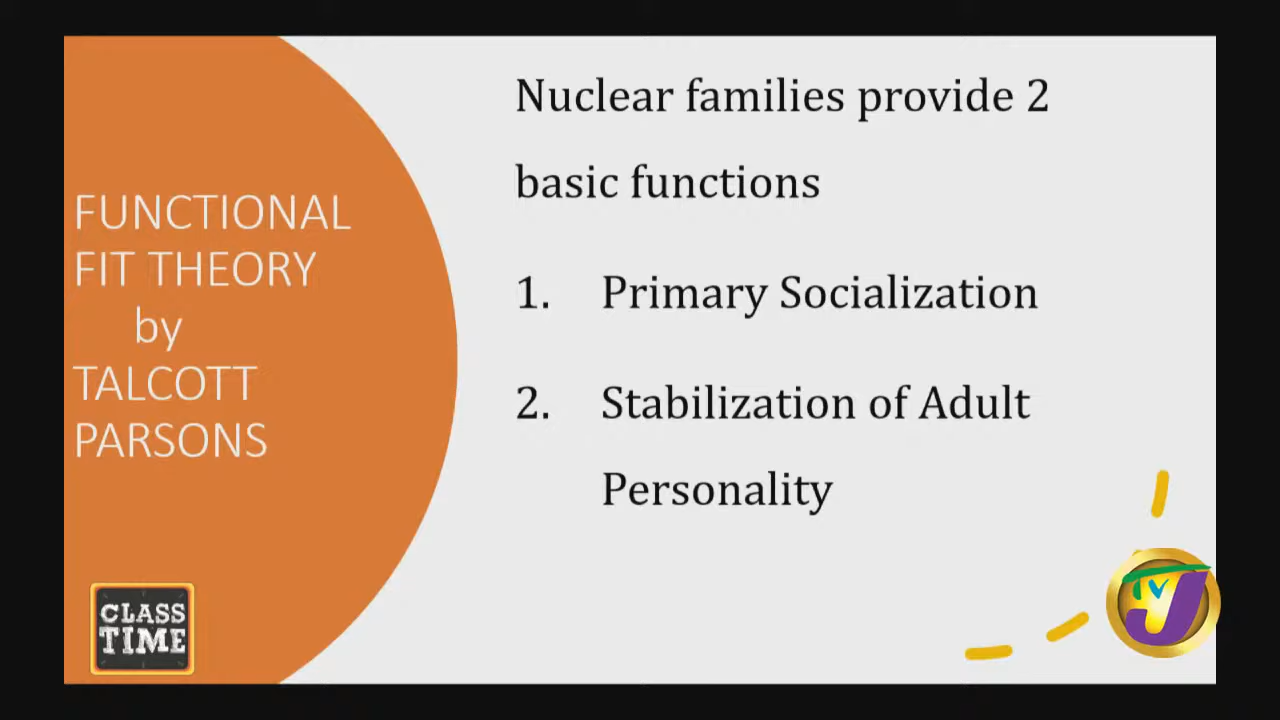 FUNCTIONAL
FIT THEORY
by
TALCOTT
PARSONS
Nuclear families provide 2
basic functions
1. Primary Socialization
2. Stabilization of Adult
Personality
CLASS
TIME
TVJ